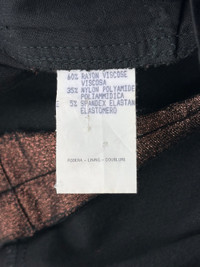 60% RAYON VISCOSE
VISCOSA
35% NYLON POLYAMIDE
POLIAMMIDICA
5% SPANDEX ELASTAN
ELASTOMERO